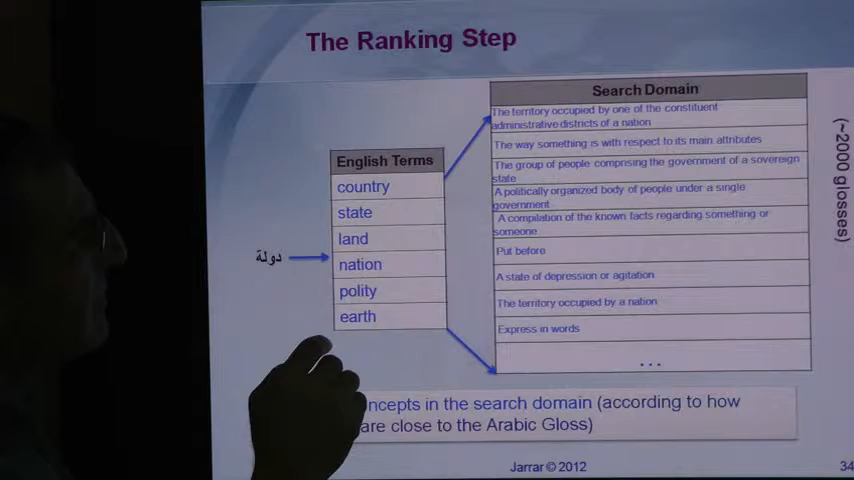 The Ranking Step
Search Domain
The territory occupied by one of the constituent
administrative districts of a nation
The way something is with respect to its main attributes
The group of people comprising the government of a sovereign
state
A politically organized body of people under a single
government
A compilation of the known facts regarding something or
someone
Put before
A state of depression or agitation
The territory occupied by a nation
Express in words
...
(~2000 glosses)
English Terms
country
state
land
nation
polity
earth
دولة
ncepts in the search domain (according to how
are close to the Arabic Gloss)
Jarrar © 2012
34